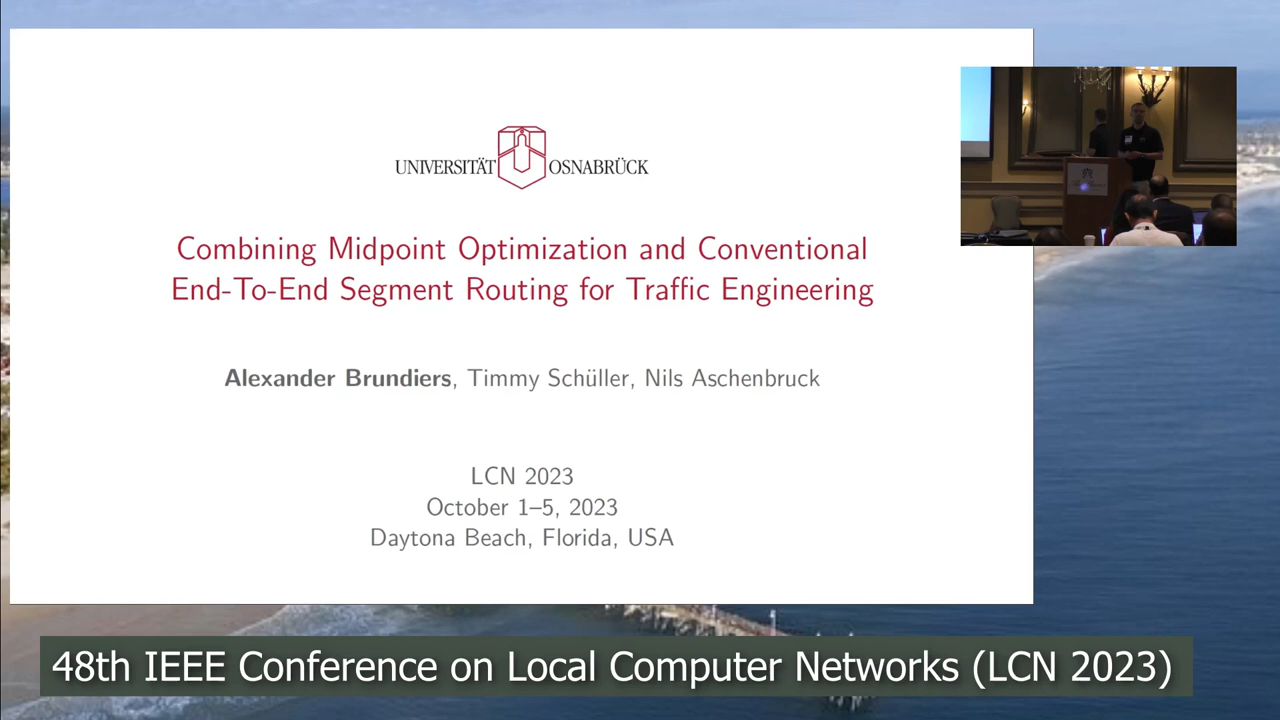 UNIVERSITÄT OSNABRÜCK
Combining Midpoint Optimization and Conventional
End-To-End Segment Routing for Traffic Engineering
Alexander Brundiers, Timmy Schüller, Nils Aschenbruck
LCN 2023
October 1–5, 2023
Daytona Beach, Florida, USA
48th IEEE Conference on Local Computer Networks (LCN 2023)